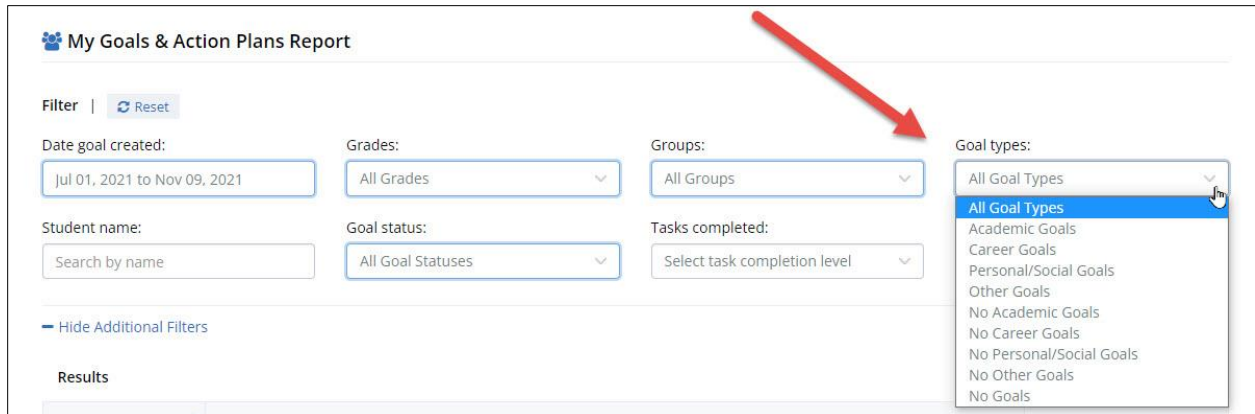 My Goals & Action Plans Report
Filter | Reset
Date goal created:
Jul 01, 2021 to Nov 09, 2021
Grades:
All Grades
Groups:
All Groups
Goal types:
All Goal Types
All Goal Types
Academic Goals
Career Goals
Personal/Social Goals
Other Goals
No Academic Goals
No Career Goals
No Personal/Social Goals
No Other Goals
No Goals
Student name:
Search by name
Goal status:
All Goal Statuses
Tasks completed:
Select task completion level
Hide Additional Filters
Results